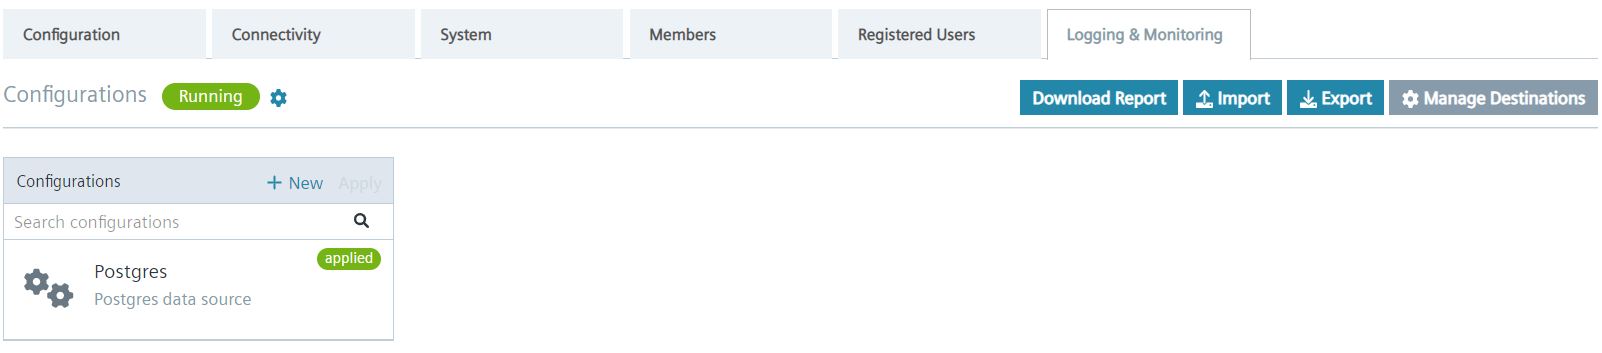 Configuration
Connectivity
System
Members
Registered Users
Logging & Monitoring
Configurations Running
Download Report
Import
Export
Manage Destinations
Configurations
New
Apply
Search configurations
applied
Postgres
Postgres data source